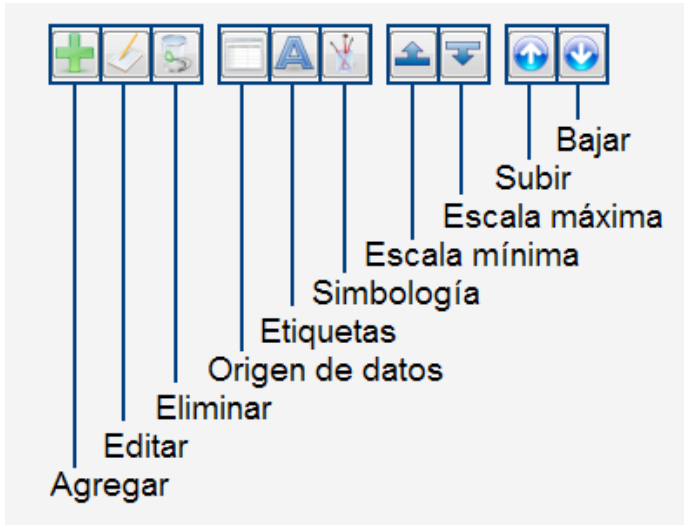 Bajar
Subir
Escala máxima
Escala mínima
Simbología
Etiquetas
Origen de datos
Eliminar
Editar
Agregar